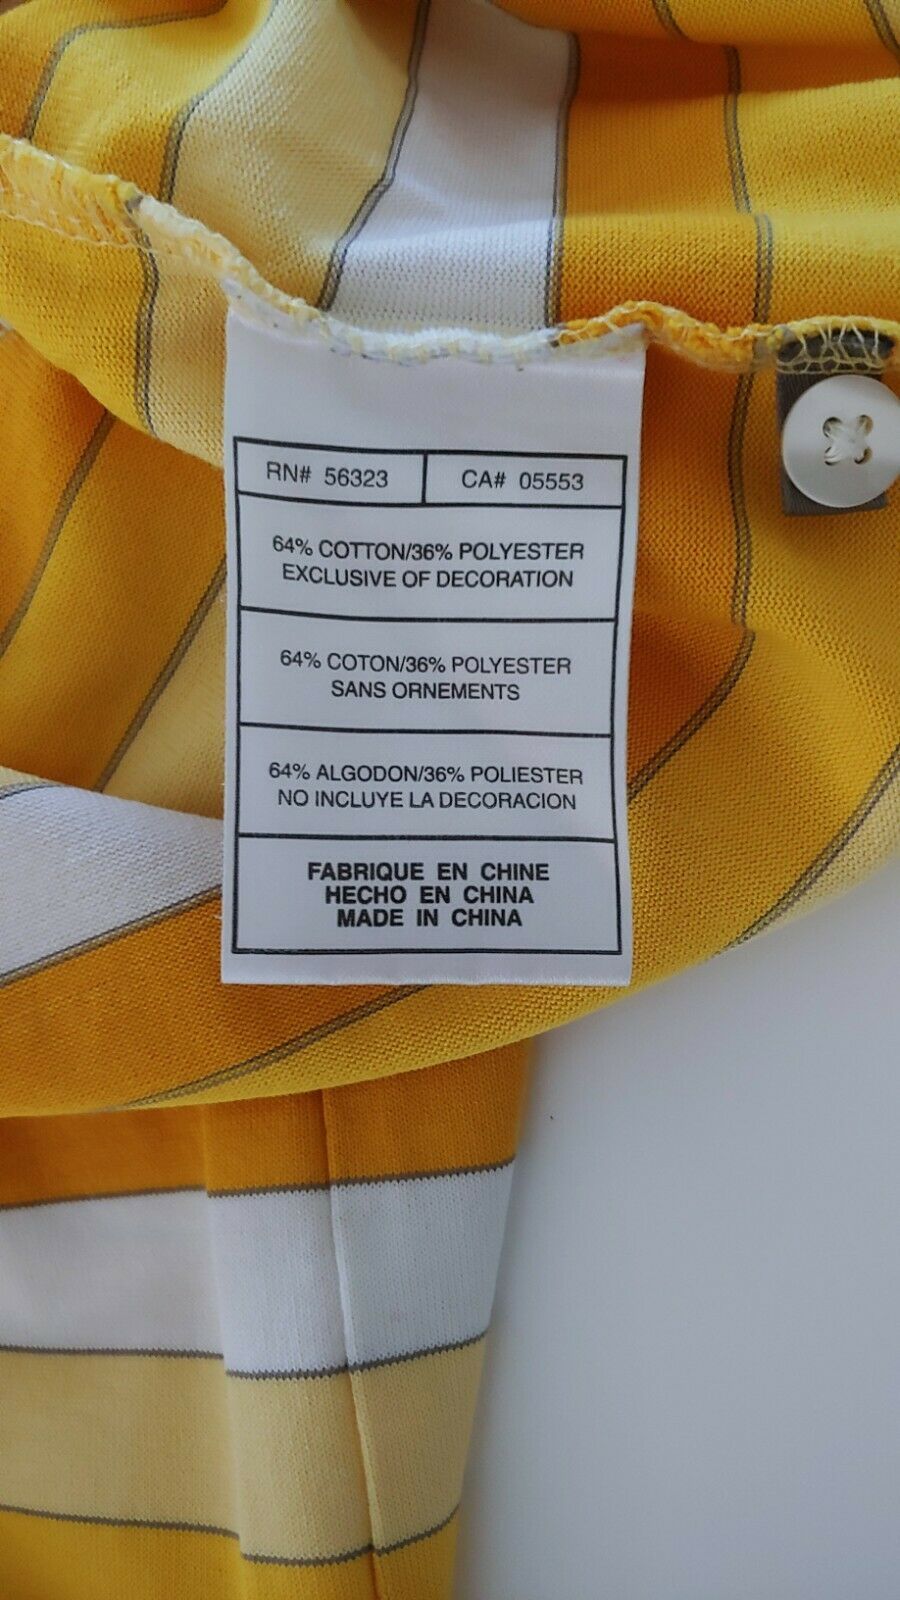 RN# 56323
CA# 05553
64% COTTON/36% POLYESTER
EXCLUSIVE OF DECORATION
64% COTON/36% POLYESTER
SANS ORNEMENTS
64% ALGODON/36% POLIESTER
NO INCLUYE LA DECORACION
FABRIQUE EN CHINE
HECHO EN CHINA
MADE IN CHINA